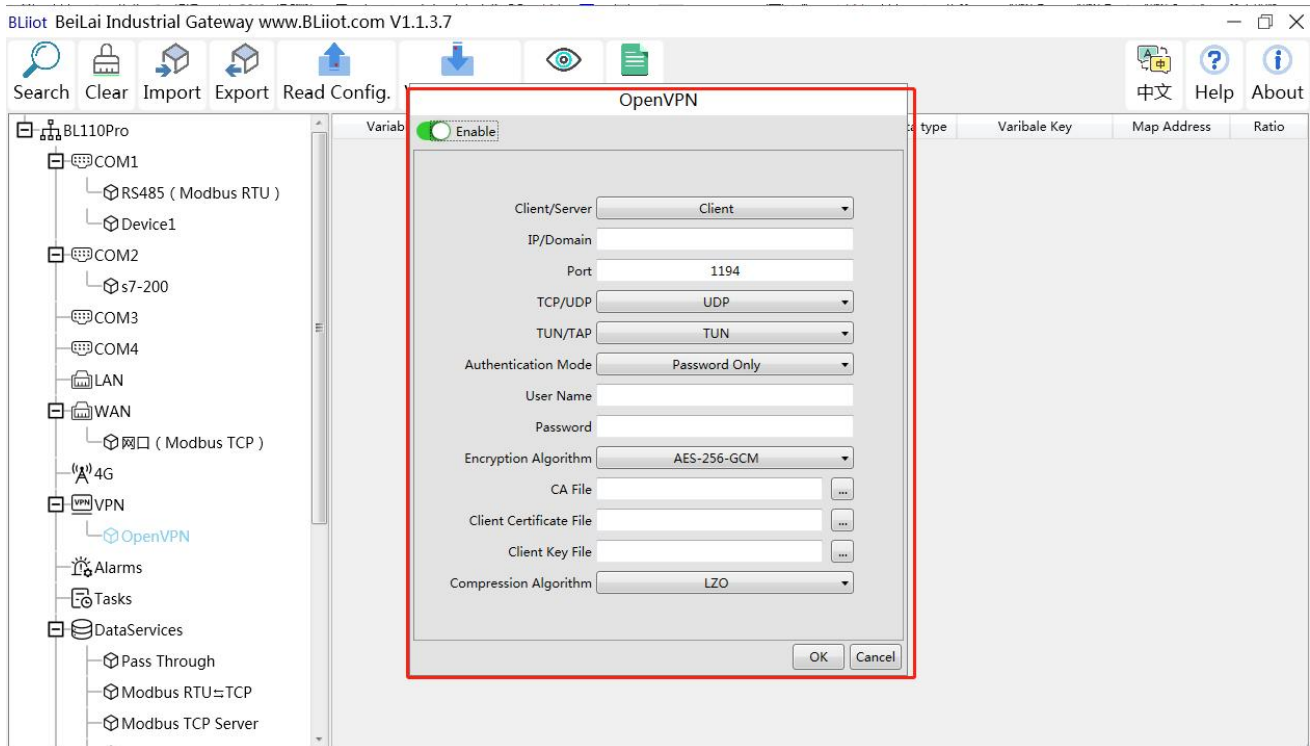 BLiiot BeiLai Industrial Gateway www.BLiiot.com V1.1.3.7
Search Clear Import Export Read Config. 中文 Help About
BL110Pro
COM1
RS485 ( Modbus RTU )
Device1
COM2
s7-200
COM3
COM4
LAN
WAN
网口 ( Modbus TCP )
4G
VPN
OpenVPN
Alarms
Tasks
DataServices
Pass Through
Modbus RTU⇆TCP
Modbus TCP Server
Variab type Varibale Key Map Address Ratio
OpenVPN
Enable
Client/Server Client
IP/Domain
Port 1194
TCP/UDP UDP
TUN/TAP TUN
Authentication Mode Password Only
User Name
Password
Encryption Algorithm AES-256-GCM
CA File ...
Client Certificate File ...
Client Key File ...
Compression Algorithm LZO
OK Cancel